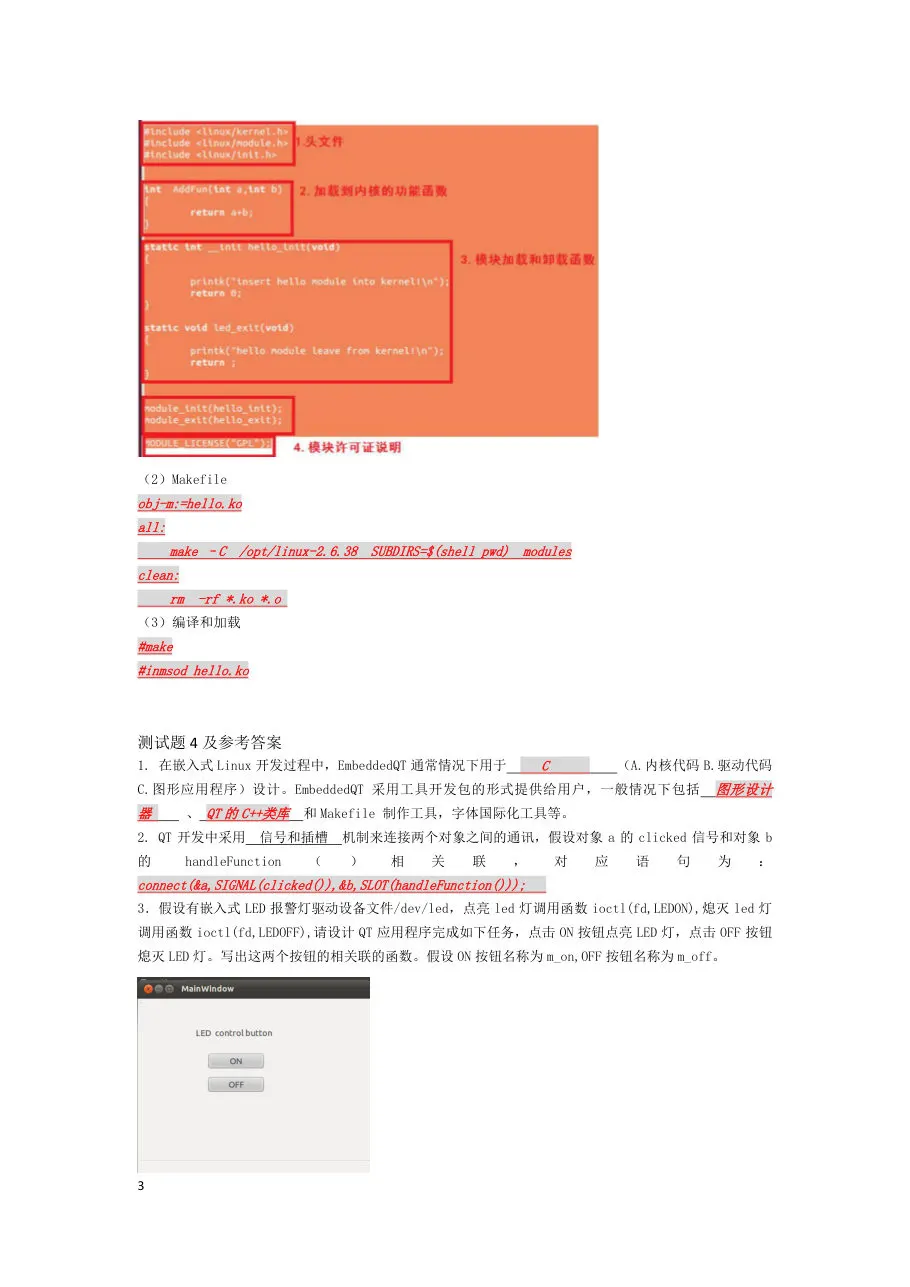 #include <linux/kernel.h>
#include <linux/module.h>
#include <linux/init.h>
1.头文件
int AddFun(int a,int b)
{
return a+b;
}
2. 加载到内核的功能函数
static int __init hello_init(void)
{
printk("insert hello module into kernel!\n");
return 0;
}
3. 模块加载和卸载函数
static void led_exit(void)
{
printk("hello module leave from kernel!\n");
return ;
}
module_init(hello_init);
module_exit(hello_exit);
MODULE_LICENSE("GPL");
4. 模块许可证说明
（2）Makefile
obj-m:=hello.ko
all:
make –C /opt/linux-2.6.38 SUBDIRS=$(shell pwd) modules
clean:
rm -rf *.ko *.o
（3）编译和加载
#make
#inmsod hello.ko
测试题 4 及参考答案
1. 在嵌入式 Linux 开发过程中，EmbeddedQT 通常情况下用于 C （A.内核代码 B.驱动代码
C.图形应用程序）设计。EmbeddedQT 采用工具开发包的形式提供给用户，一般情况下包括 图形设计
器 、 QT 的 C++类库 和 Makefile 制作工具，字体国际化工具等。
2. QT 开发中采用 信号和插槽 机制来连接两个对象之间的通讯，假设对象 a 的 clicked 信号和对象 b
的 handleFunction （ ） 相 关 联 ， 对 应 语 句 为 ：
connect(&a,SIGNAL(clicked()),&b,SLOT(handleFunction()));
3．假设有嵌入式 LED 报警灯驱动设备文件/dev/led，点亮 led 灯调用函数 ioctl(fd,LEDON),熄灭 led 灯
调用函数 ioctl(fd,LEDOFF),请设计 QT 应用程序完成如下任务，点击 ON 按钮点亮 LED 灯，点击 OFF 按钮
熄灭 LED 灯。写出这两个按钮的相关联的函数。假设 ON 按钮名称为 m_on,OFF 按钮名称为 m_off。
MainWindow
LED control button
ON
OFF
3